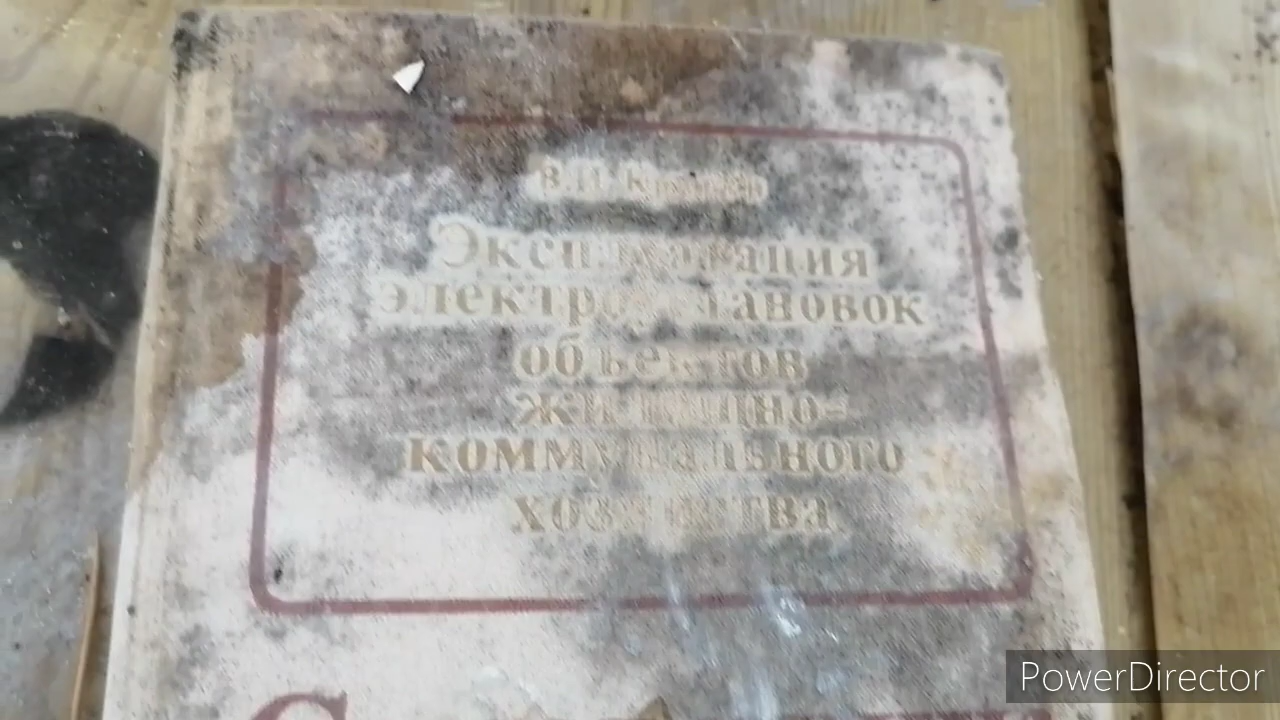 В.П.
Эксплуатация
электроустановок
объектов
жилищно-
коммунального
хозяйства
PowerDirector